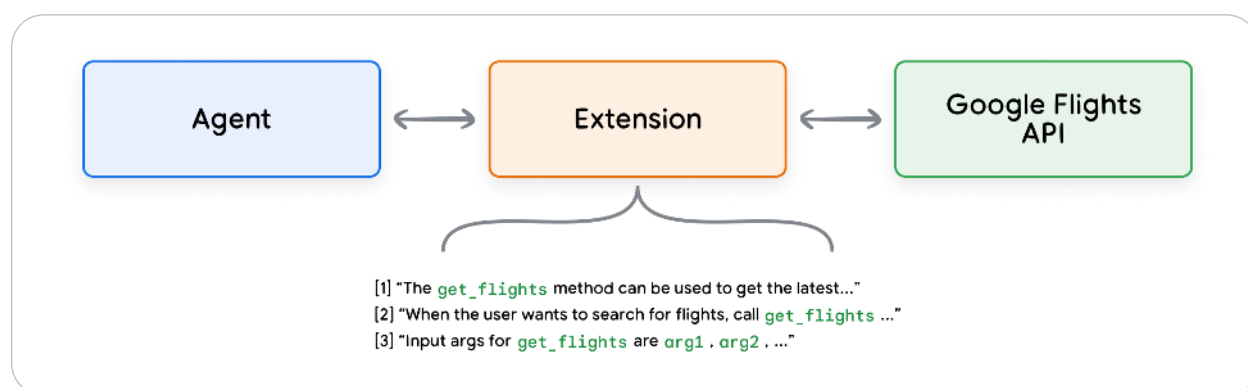 Agent
Extension
Google Flights
API
[1] “The get_flights method can be used to get the latest...”
[2] “When the user wants to search for flights, call get_flights ...”
[3] “Input args for get_flights are arg1 , arg2 , ...”